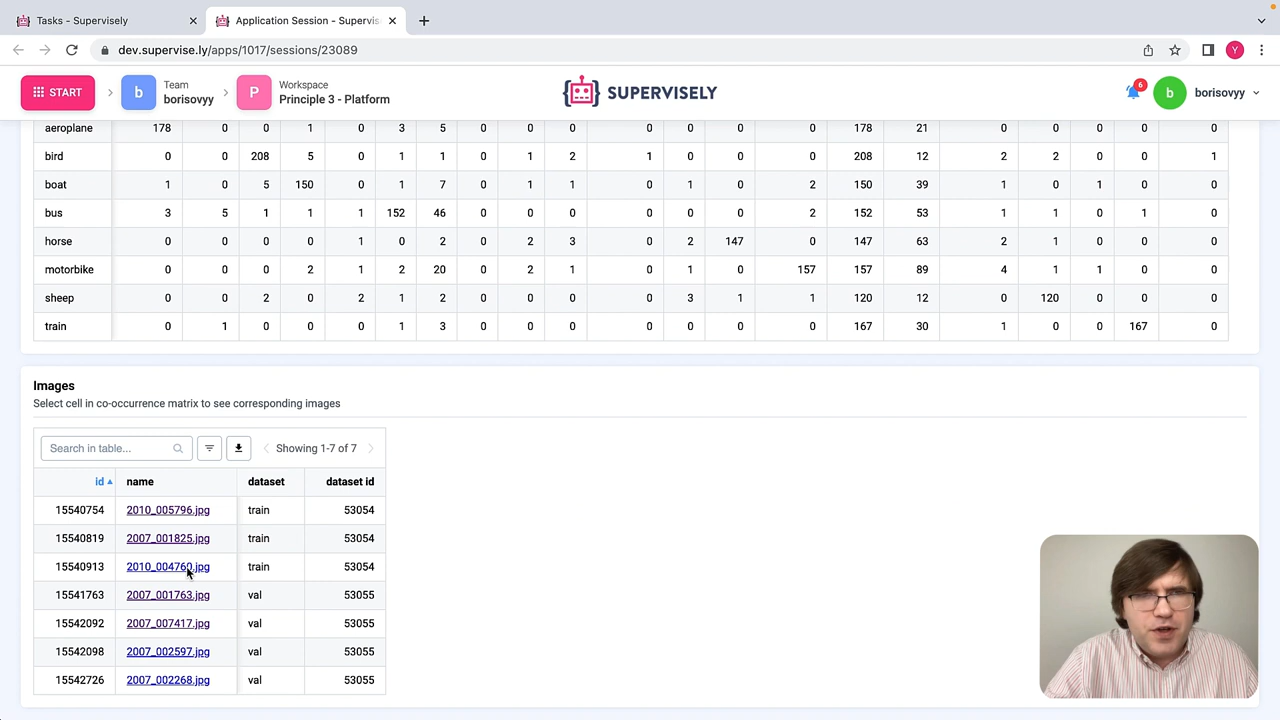 Tasks - Supervisely
Application Session - Supervis
dev.supervise.ly/apps/1017/sessions/23089
Y
START
b
Team
borisovyy
P
Workspace
Principle 3 - Platform
SUPERVISELY
6
b
borisovyy
aeroplane 178 0 0 1 0 3 5 0 0 0 0 0 0 0 178 21 0 0 0 0 0
bird 0 0 208 5 0 1 1 0 1 2 1 0 0 0 208 12 2 2 0 0 1
boat 1 0 5 150 0 1 7 0 1 1 0 1 0 2 150 39 1 0 1 0 0
bus 3 5 1 1 1 152 46 0 0 0 0 0 0 2 152 53 1 1 0 1 0
horse 0 0 0 0 1 0 2 0 2 3 0 2 147 0 147 63 2 1 0 0 0
motorbike 0 0 0 2 1 2 20 0 2 1 0 1 0 157 157 89 4 1 1 0 0
sheep 0 0 2 0 2 1 2 0 0 0 0 3 1 1 120 12 0 120 0 0 0
train 0 1 0 0 0 1 3 0 0 0 0 0 0 0 167 30 1 0 0 167 0
Images
Select cell in co-occurrence matrix to see corresponding images
Search in table...
Showing 1-7 of 7
id name dataset dataset id
15540754 2010_005796.jpg train 53054
15540819 2007_001825.jpg train 53054
15540913 2010_004760.jpg train 53054
15541763 2007_001763.jpg val 53055
15542092 2007_007417.jpg val 53055
15542098 2007_002597.jpg val 53055
15542726 2007_002268.jpg val 53055